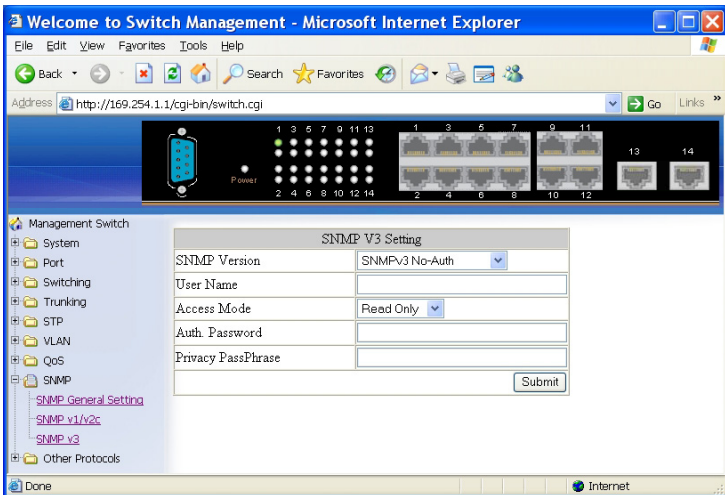 Welcome to Switch Management - Microsoft Internet Explorer
File Edit View Favorites Tools Help
Back Search Favorites
Address http://169.254.1.1/cgi-bin/switch.cgi Go Links »
1 3 5 7 9 11 13 1 3 5 7 9 11
13 14
Power
2 4 6 8 10 12 14 2 4 6 8 10 12
Management Switch
System
Port
Switching
Trunking
STP
VLAN
QoS
SNMP
SNMP General Setting
SNMP v1/v2c
SNMP v3
Other Protocols
SNMP V3 Setting
SNMP Version SNMPv3 No-Auth
User Name
Access Mode Read Only
Auth. Password
Privacy PassPhrase
Submit
Done Internet